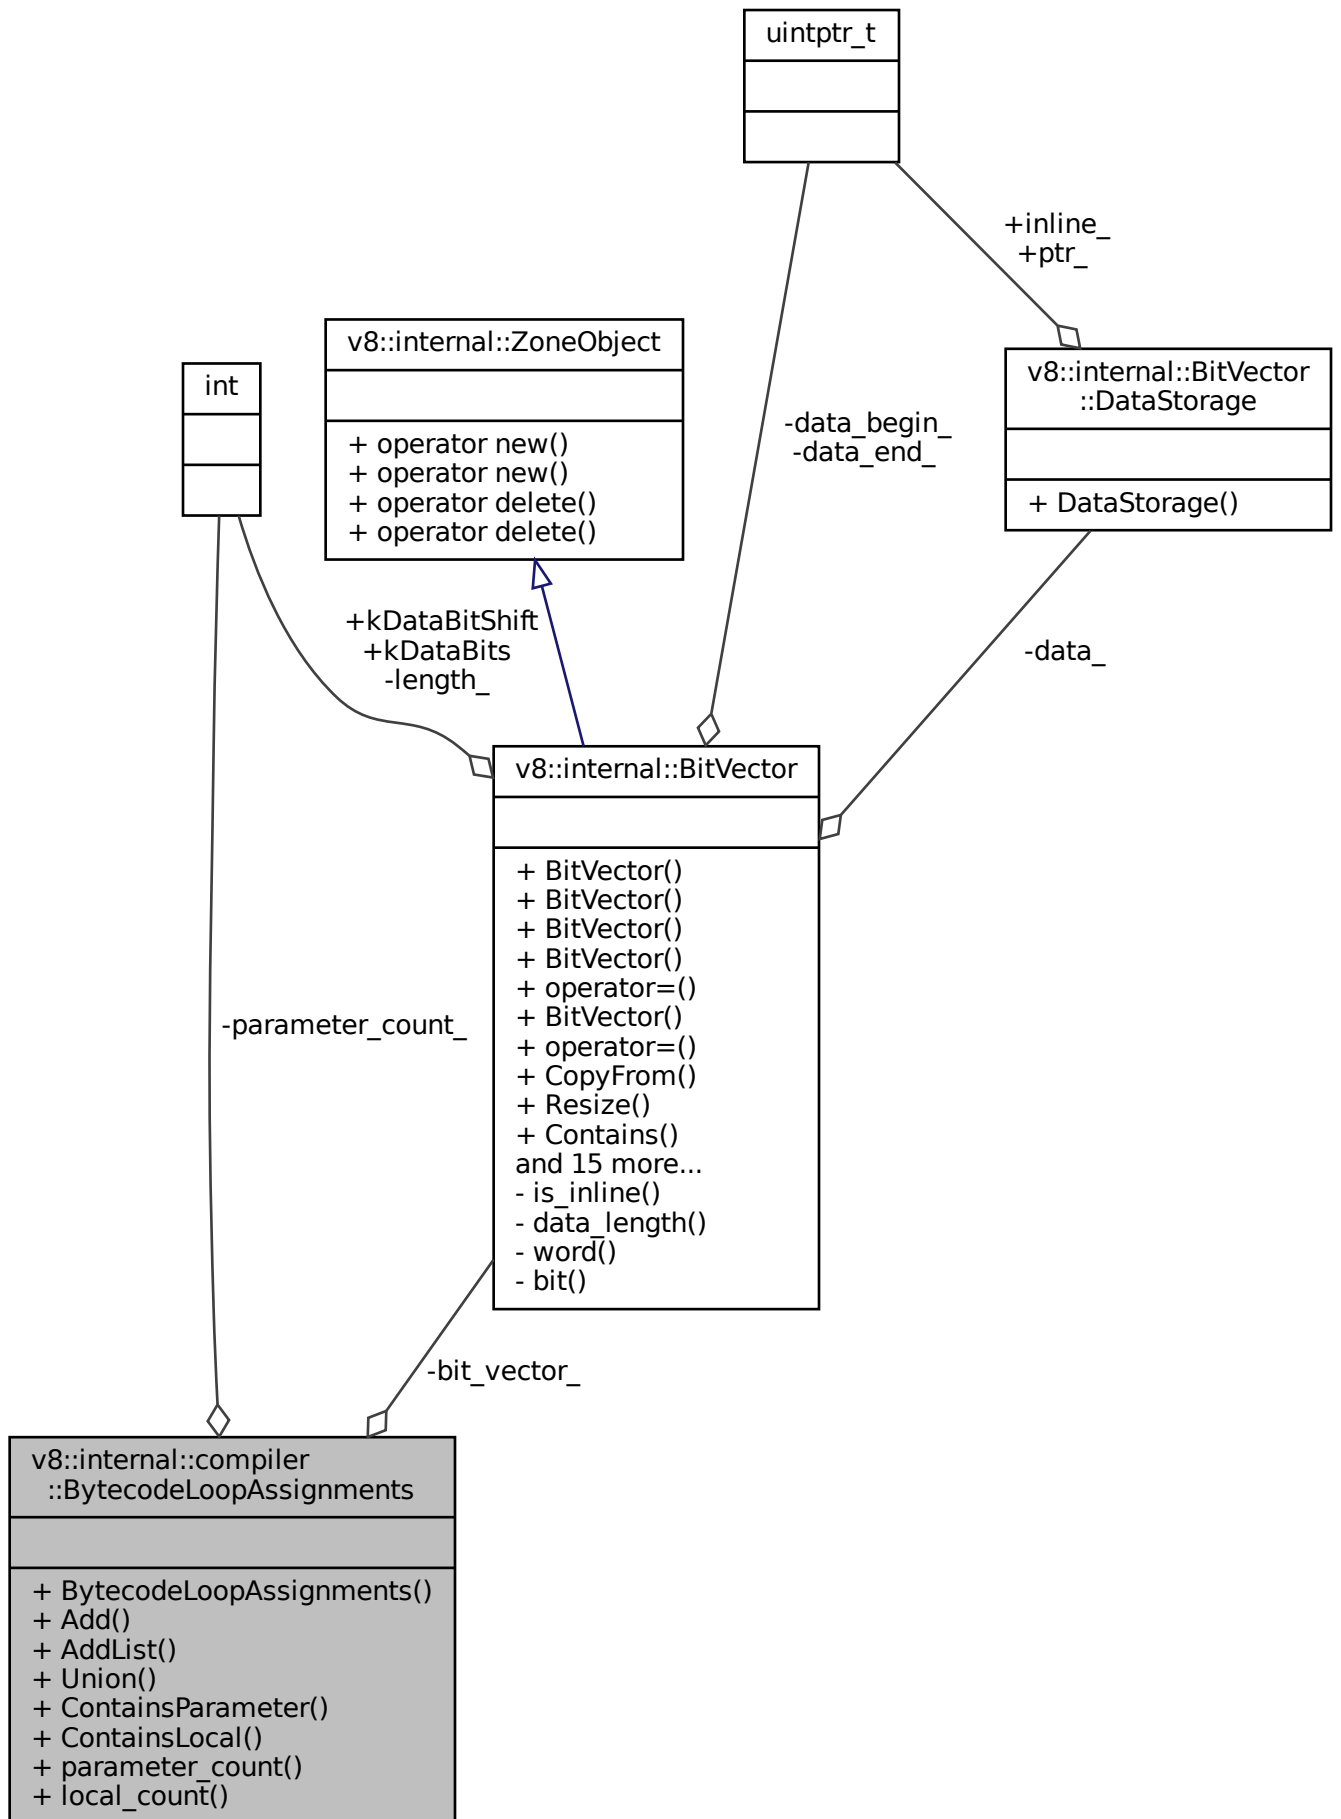 uintptr_t
+inline_
+ptr_
v8::internal::ZoneObject
+ operator new()
+ operator new()
+ operator delete()
+ operator delete()
v8::internal::BitVector
::DataStorage
+ DataStorage()
int
-data_begin_
-data_end_
+kDataBitShift
+kDataBits
-length_
-data_
v8::internal::BitVector
+ BitVector()
+ BitVector()
+ BitVector()
+ BitVector()
+ operator=()
+ BitVector()
+ operator=()
+ CopyFrom()
+ Resize()
+ Contains()
and 15 more...
- is_inline()
- data_length()
- word()
- bit()
-parameter_count_
-bit_vector_
v8::internal::compiler
::BytecodeLoopAssignments
+ BytecodeLoopAssignments()
+ Add()
+ AddList()
+ Union()
+ ContainsParameter()
+ ContainsLocal()
+ parameter_count()
+ local_count()